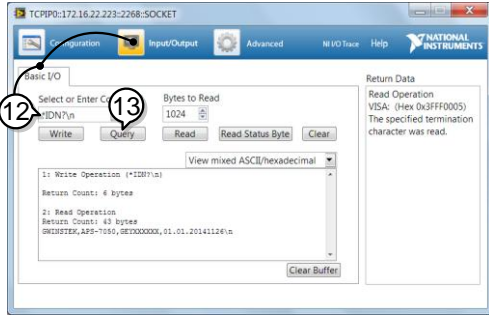 TCPIP0::172.16.22.223::2268::SOCKET
Configuration Input/Output Advanced NI I/O Trace Help NATIONAL INSTRUMENTS
Basic I/O
Return Data
Select or Enter Co
Bytes to Read
12
*IDN?\n
13
1024
Write Query Read Read Status Byte Clear
View mixed ASCII/hexadecimal
1: Write Operation (*IDN?\n)
Return Count: 6 bytes
2: Read Operation
Return Count: 43 bytes
GWINSTEK,APS-7050,GEYXXXXXX,01.01.20141126\n
Clear Buffer
Read Operation
VISA: (Hex 0x3FFF0005)
The specified termination
character was read.